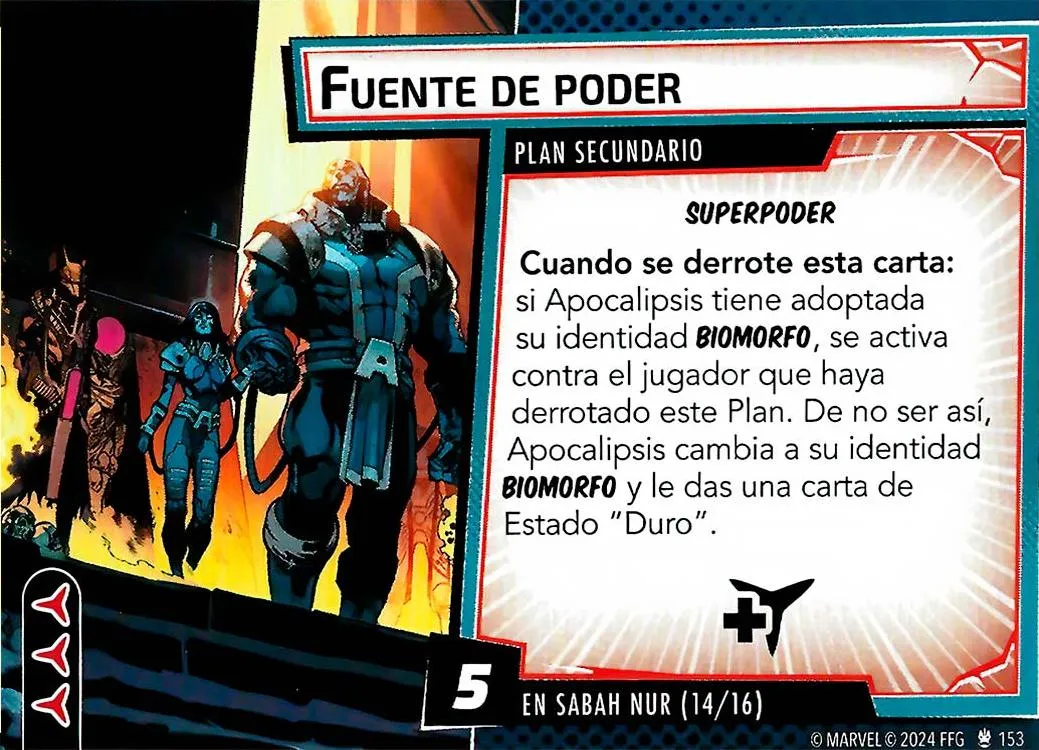 FUENTE DE PODER
PLAN SECUNDARIO
SUPERPODER
Cuando se derrote esta carta:
si Apocalipsis tiene adoptada
su identidad BIOMORFO, se activa
contra el jugador que haya
derrotado este Plan. De no ser así,
Apocalipsis cambia a su identidad
BIOMORFO y le das una carta de
Estado "Duro".
5
EN SABAH NUR (14/16)
© MARVEL © 2024 FFG 153